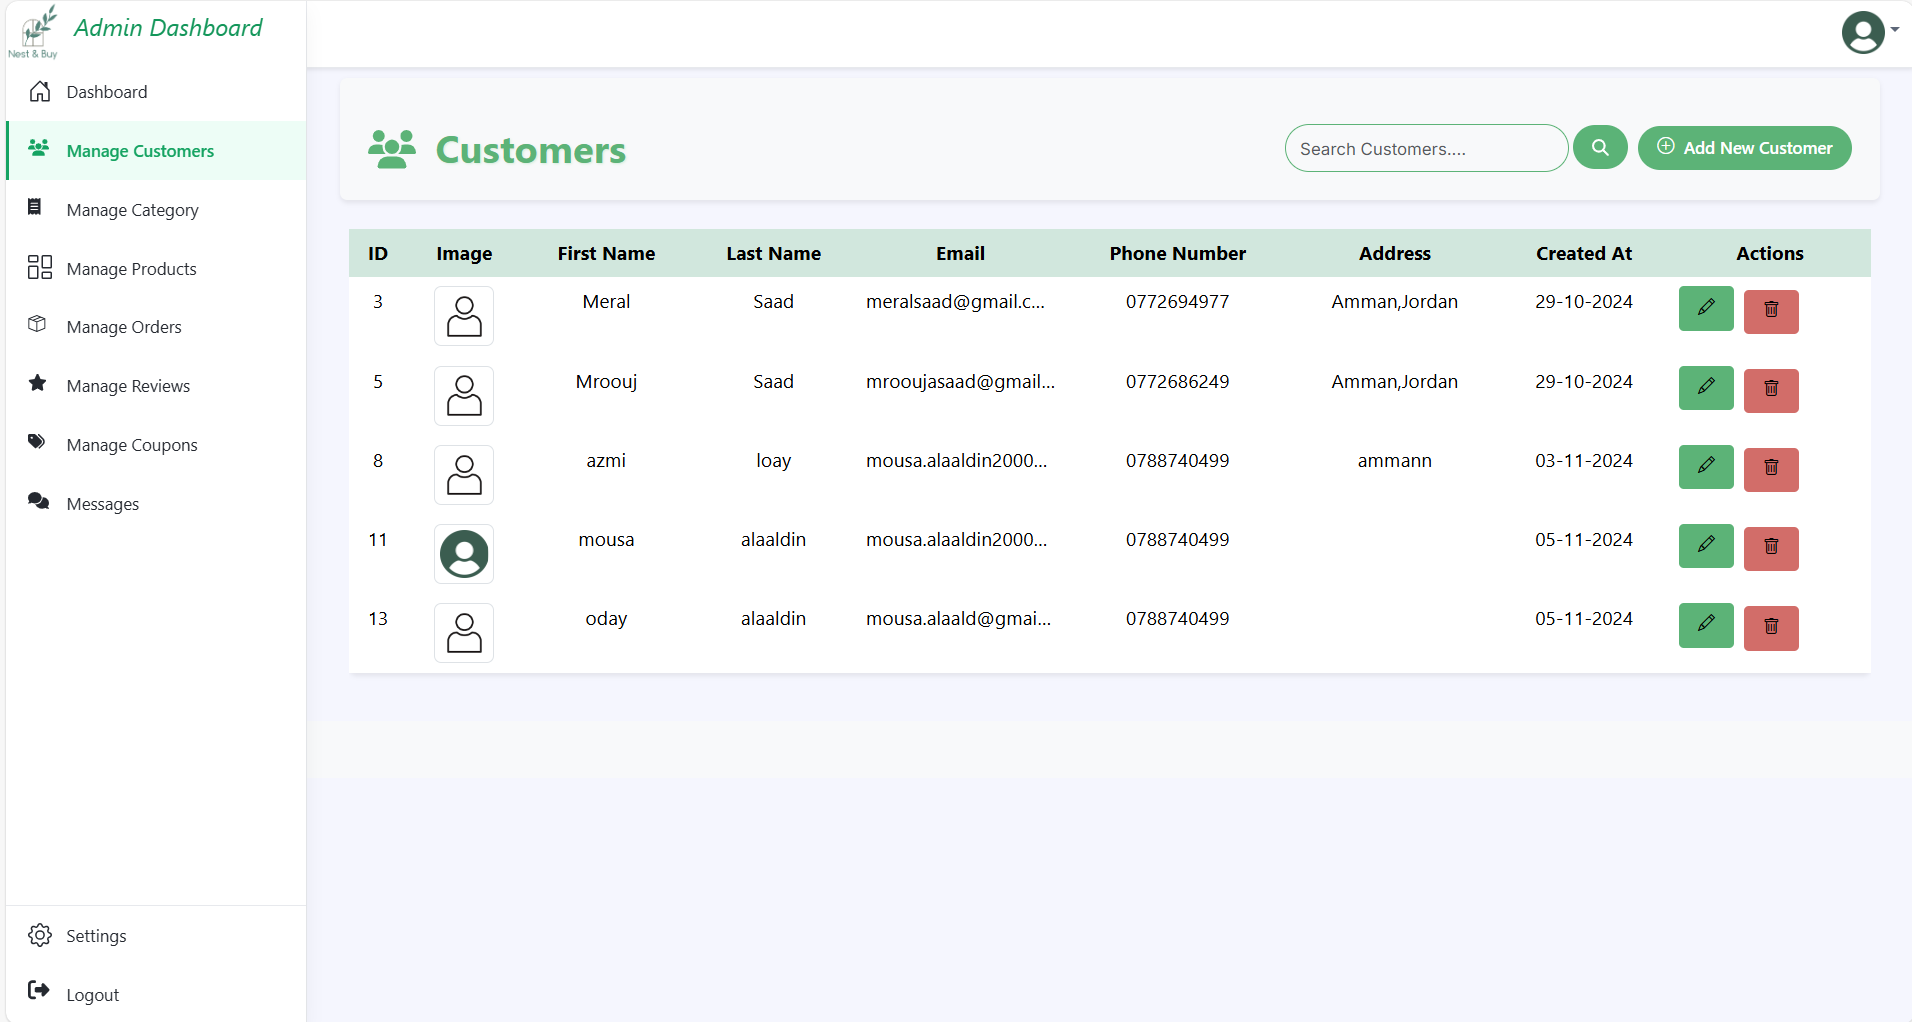 Admin Dashboard
Nest & Buy
Dashboard
Manage Customers
Manage Category
Manage Products
Manage Orders
Manage Reviews
Manage Coupons
Messages
Settings
Logout
Customers
Search Customers....
Add New Customer
ID Image First Name Last Name Email Phone Number Address Created At Actions
3 Meral Saad meralsaad@gmail.c... 0772694977 Amman,Jordan 29-10-2024
5 Mroouj Saad mrooujasaad@gmail... 0772686249 Amman,Jordan 29-10-2024
8 azmi loay mousa.alaaldin2000... 0788740499 ammann 03-11-2024
11 mousa alaaldin mousa.alaaldin2000... 0788740499 05-11-2024
13 oday alaaldin mousa.alaald@gmai... 0788740499 05-11-2024